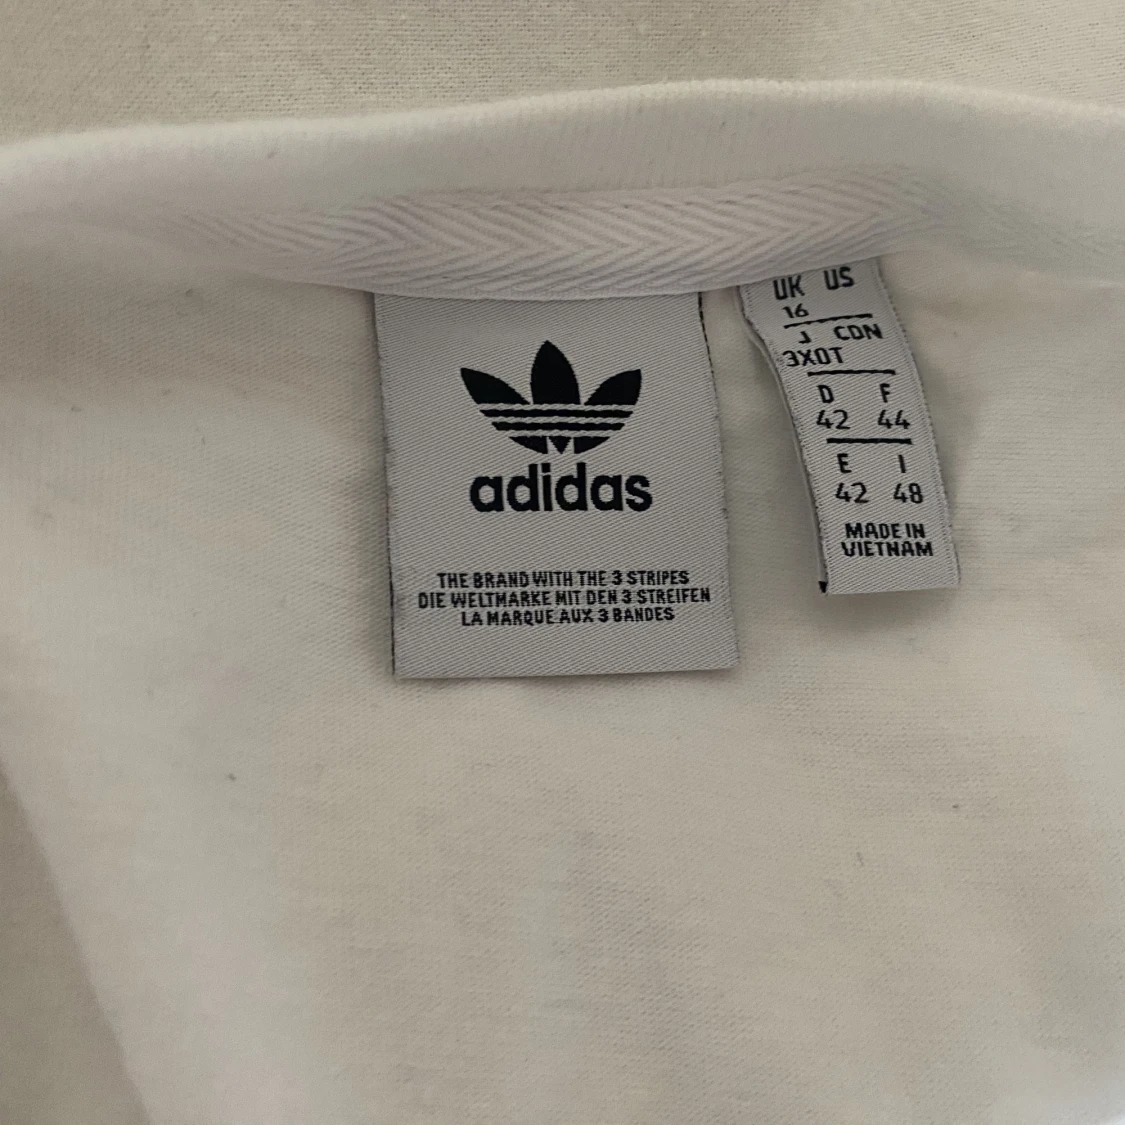 adidas
THE BRAND WITH THE 3 STRIPES
DIE WELTMARKE MIT DEN 3 STREIFEN
LA MARQUE AUX 3 BANDES
UK US
16
J CDN
3XOT
D F
42 44
E I
42 48
MADE IN
VIETNAM